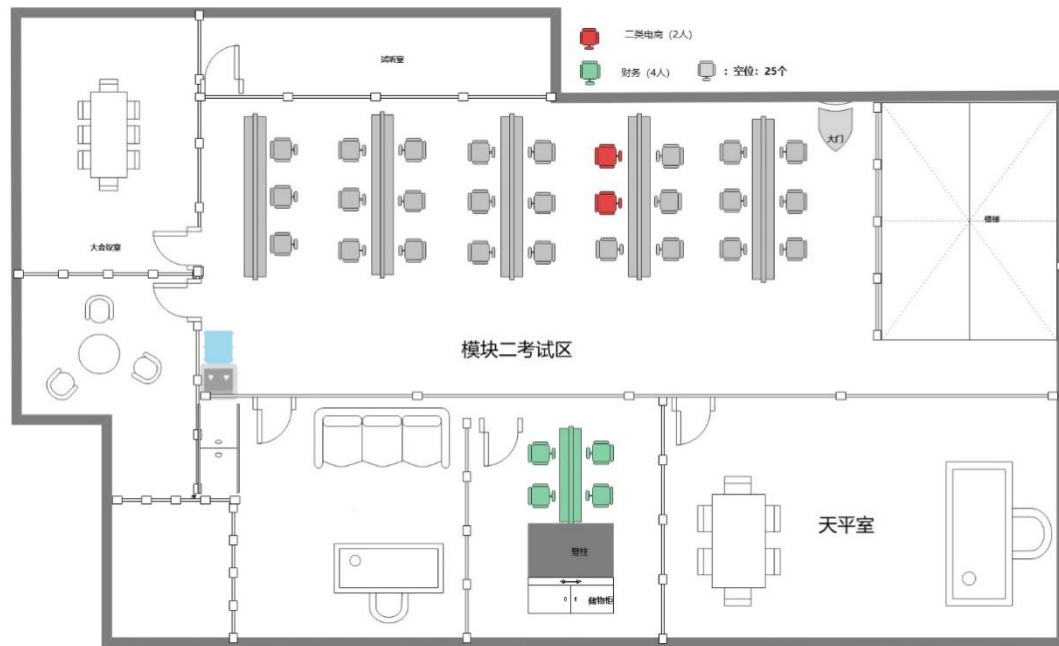 二类电商 (2人)
试听室
财务 (4人)
：空位：25个
大门
楼梯
大会议室
模块二考试区
天平室
壁柱
储物柜